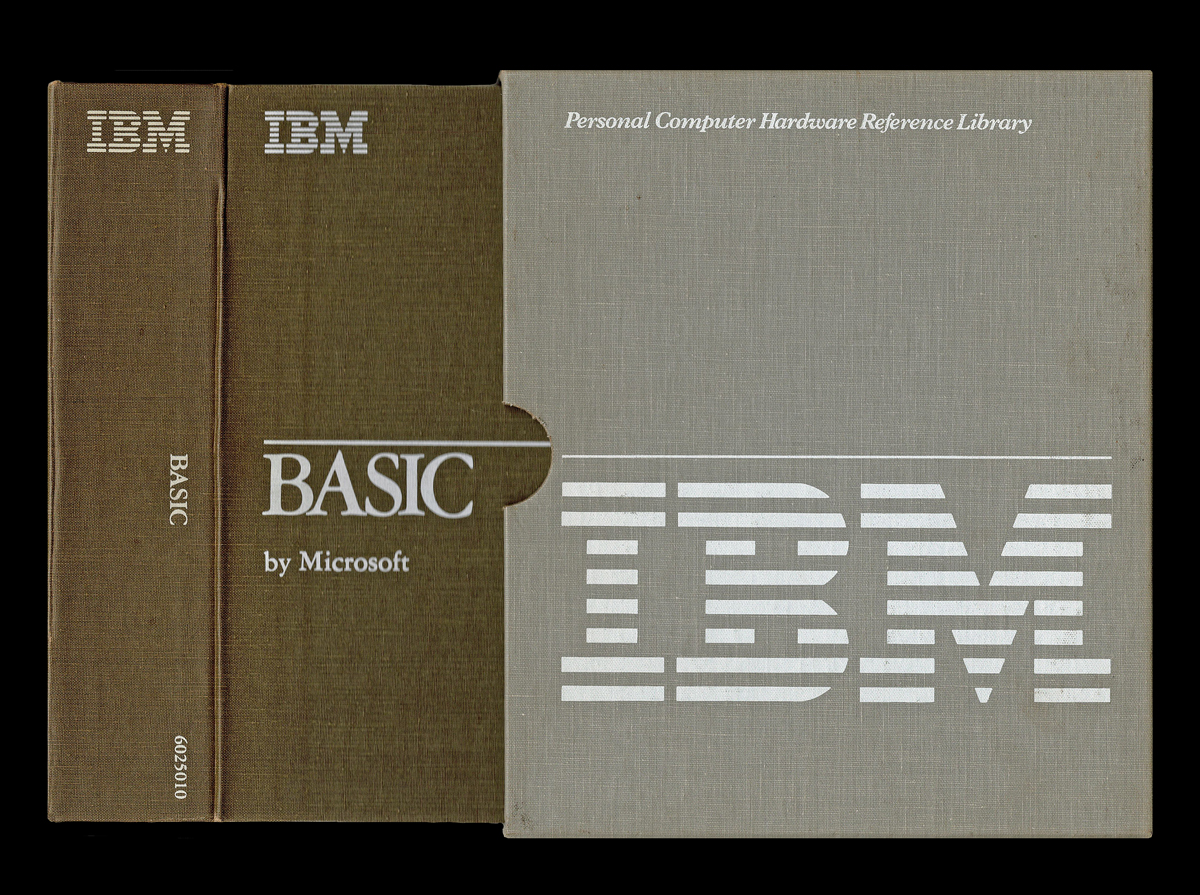 IBM
BASIC
6025010
IBM
BASIC
by Microsoft
Personal Computer Hardware Reference Library
IBM